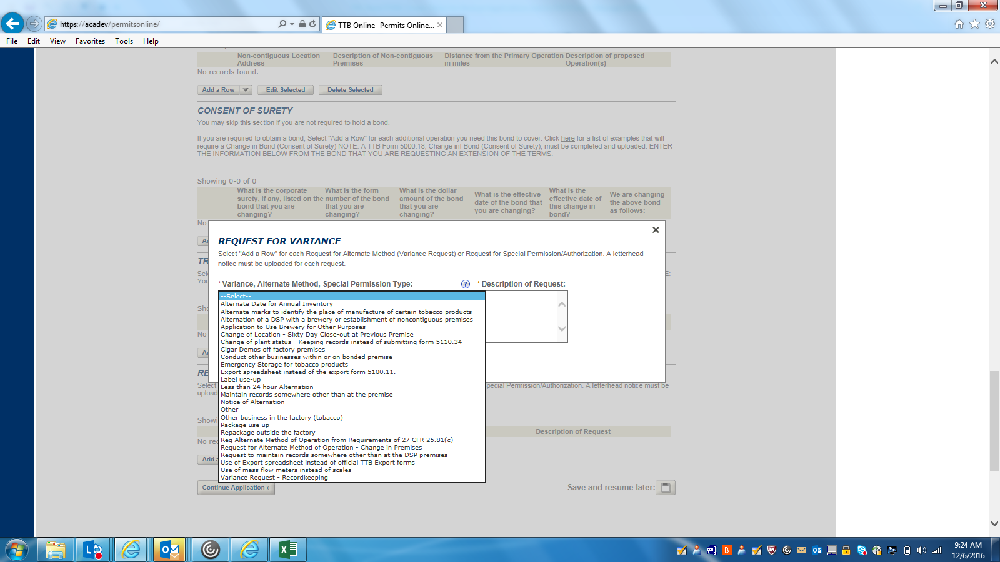 https://acadev/permitsonline/
TTB Online- Permits Online...
File Edit View Favorites Tools Help
Non-contiguous Location Address
Description of Non-contiguous Premises
Distance from the Primary Operation in miles
Description of proposed Operation(s)
No records found.
Add a Row
Edit Selected
Delete Selected
CONSENT OF SURETY
You may skip this section if you are not required to hold a bond.
If you are required to obtain a bond, Select "Add a Row" for each additional operation you need this bond to cover. Click here for a list of examples that will
require a Change in Bond (Consent of Surety) NOTE: A TTB Form 5000.18, Change inf Bond (Consent of Surety), must be completed and uploaded. ENTER
THE INFORMATION BELOW FROM THE BOND THAT YOU ARE REQUESTING AN EXTENSION OF THE TERMS.
Showing 0-0 of 0
What is the corporate surety, if any, listed on the bond that you are changing?
What is the form number of the bond that you are changing?
What is the dollar amount of the bond that you are changing?
What is the effective date of the bond that you are changing?
What is the effective date of this change in bond?
We are changing the above bond as follows:
No
REQUEST FOR VARIANCE
Select "Add a Row" for each Request for Alternate Method (Variance Request) or Request for Special Permission/Authorization. A letterhead
notice must be uploaded for each request.
* Variance, Alternate Method, Special Permission Type:
* Description of Request:
--Select--
Alternate Date for Annual Inventory
Alternate marks to identify the place of manufacture of certain tobacco products
Alternation of a DSP with a brewery or establishment of noncontiguous premises
Application to Use Brewery for Other Purposes
Change of Location - Sixty Day Close-out at Previous Premise
Change of plant status - Keeping records instead of submitting form 5110.34
Cigar Demos off factory premises
Conduct other businesses within or on bonded premise
Emergency Storage for tobacco products
Export spreadsheet instead of the export form 5100.11.
Label use-up
Less than 24 hour Alternation
Maintain records somewhere other than at the premise
Notice of Alternation
Other
Other business in the factory (tobacco)
Package use up
Repackage outside the factory
Req Alternate Method of Operation from Requirements of 27 CFR 25.81(c)
Request for Alternate Method of Operation - Change in Premises
Request to maintain records somewhere other than at the DSP premises
Use of Export spreadsheet instead of official TTB Export forms
Use of mass flow meters instead of scales
Variance Request - Recordkeeping
TR
No
RE
Select
pecial Permission/Authorization. A letterhead notice must be
upload
Showi
Description of Request
No rec
Add a
Continue Application »
Save and resume later:
9:24 AM
12/6/2016